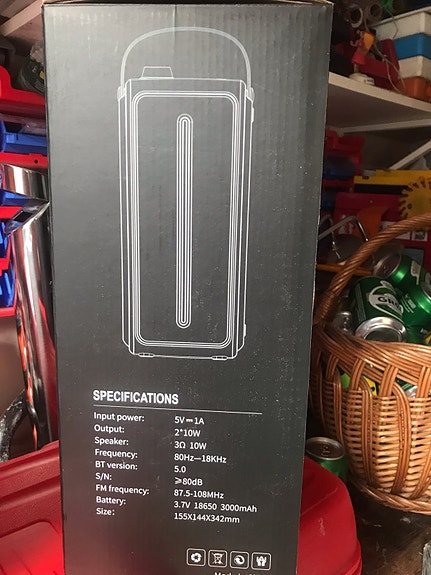 SPECIFICATIONS
Input power: 5V⎓1A
Output: 2*10W
Speaker: 3Ω 10W
Frequency: 80Hz—18KHz
BT version: 5.0
S/N: ≥80dB
FM frequency: 87.5-108MHz
Battery: 3.7V 18650 3000mAh
Size: 155X144X342mm